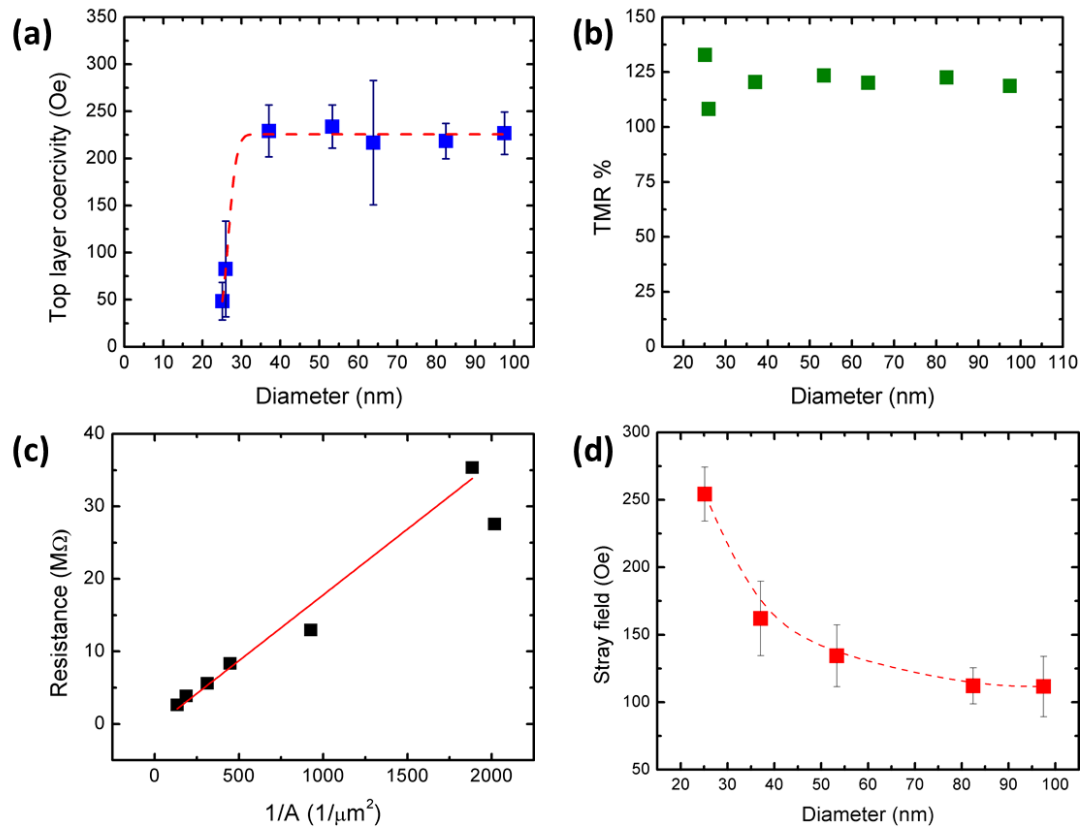 (a)
Top layer coercivity (Oe)
350
300
250
200
150
100
50
0
0 10 20 30 40 50 60 70 80 90 100
Diameter (nm)
(b)
TMR %
150
125
100
75
50
25
0
20 30 40 50 60 70 80 90 100 110
Diameter (nm)
(c)
Resistance (MΩ)
40
30
20
10
0
0 500 1000 1500 2000
1/A (1/μm²)
(d)
Stray field (Oe)
300
250
200
150
100
50
20 30 40 50 60 70 80 90 100
Diameter (nm)